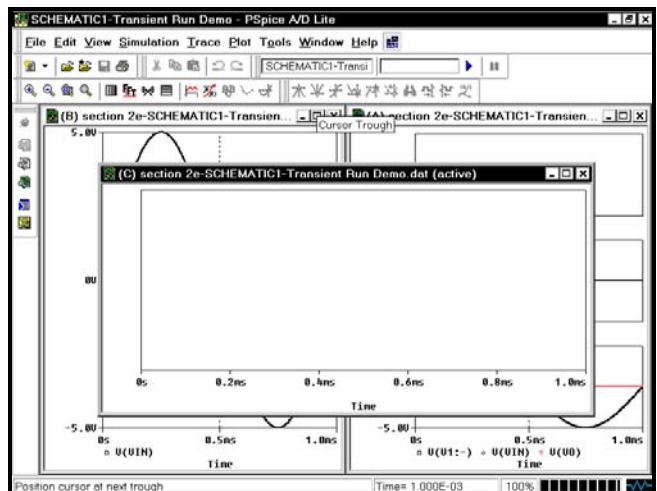 SCHEMATIC1-Transient Run Demo - PSpice A/D Lite
File Edit View Simulation Trace Plot Tools Window Help
SCHEMATIC1-Transi
(B) section 2e-SCHEMATIC1-Transien...
(A) section 2e-SCHEMATIC1-Transien...
Cursor Trough
5.0V
(C) section 2e-SCHEMATIC1-Transient Run Demo.dat (active)
0V
0s 0.2ms 0.4ms 0.6ms 0.8ms 1.0ms
Time
-5.0V
0s 0.5ms 1.0ms
V(VIN)
Time
-5.0V
0s 0.5ms 1.0ms
V(U1:-) V(VIN) V(VO)
Time
Position cursor at next trough
Time= 1.000E-03
100%